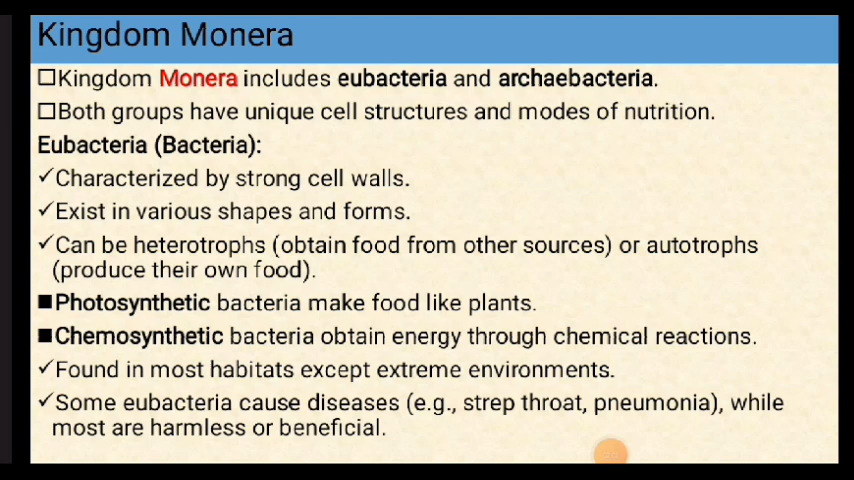 Kingdom Monera
☐Kingdom Monera includes eubacteria and archaebacteria.
☐Both groups have unique cell structures and modes of nutrition.
Eubacteria (Bacteria):
✓Characterized by strong cell walls.
✓Exist in various shapes and forms.
✓Can be heterotrophs (obtain food from other sources) or autotrophs
(produce their own food).
■Photosynthetic bacteria make food like plants.
■Chemosynthetic bacteria obtain energy through chemical reactions.
✓Found in most habitats except extreme environments.
✓Some eubacteria cause diseases (e.g., strep throat, pneumonia), while
most are harmless or beneficial.